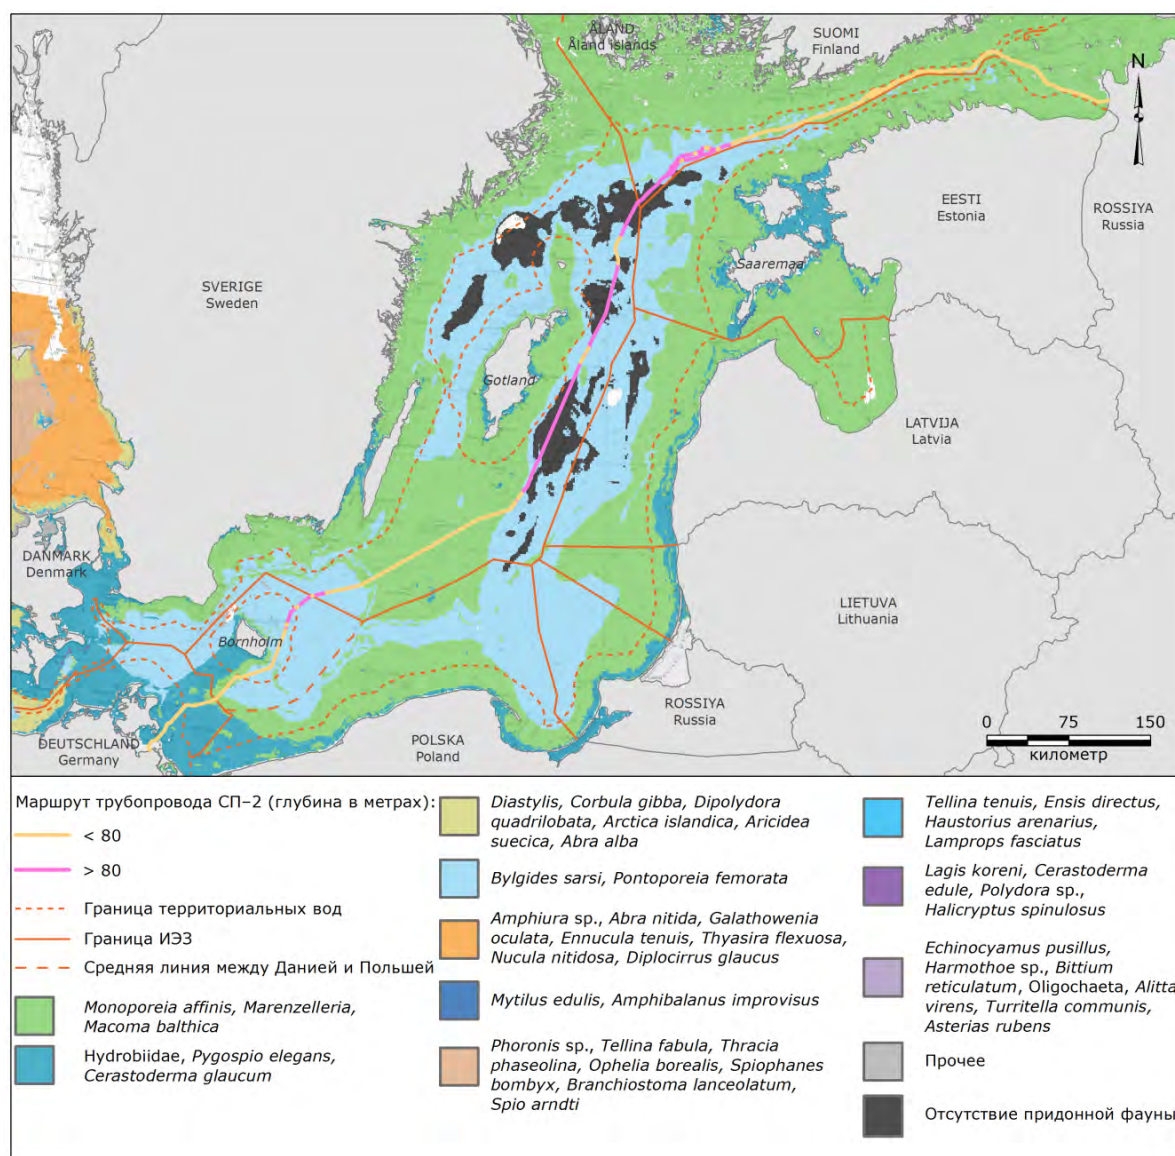 ÅLAND
Åland islands
SUOMI
Finland
N
EESTI
Estonia
ROSSIYA
Russia
SVERIGE
Sweden
Saaremaa
Gotland
LATVIJA
Latvia
DANMARK
Denmark
LIETUVA
Lithuania
Bornholm
ROSSIYA
Russia
DEUTSCHLAND
Germany
POLSKA
Poland
0 75 150
километр
Маршрут трубопровода СП–2 (глубина в метрах):
< 80
> 80
Граница территориальных вод
Граница ИЭЗ
Средняя линия между Данией и Польшей
Monoporeia affinis, Marenzelleria,
Macoma balthica
Hydrobiidae, Pygospio elegans,
Cerastoderma glaucum
Diastylis, Corbula gibba, Dipolydora
quadrilobata, Arctica islandica, Aricidea
suecica, Abra alba
Bylgides sarsi, Pontoporeia femorata
Amphiura sp., Abra nitida, Galathowenia
oculata, Ennucula tenuis, Thyasira flexuosa,
Nucula nitidosa, Diplocirrus glaucus
Mytilus edulis, Amphibalanus improvisus
Phoronis sp., Tellina fabula, Thracia
phaseolina, Ophelia borealis, Spiophanes
bombyx, Branchiostoma lanceolatum,
Spio arndti
Tellina tenuis, Ensis directus,
Haustorius arenarius,
Lamprops fasciatus
Lagis koreni, Cerastoderma
edule, Polydora sp.,
Halicryptus spinulosus
Echinocyamus pusillus,
Harmothoe sp., Bittium
reticulatum, Oligochaeta, Alitta
virens, Turritella communis,
Asterias rubens
Прочее
Отсутствие придонной фауны